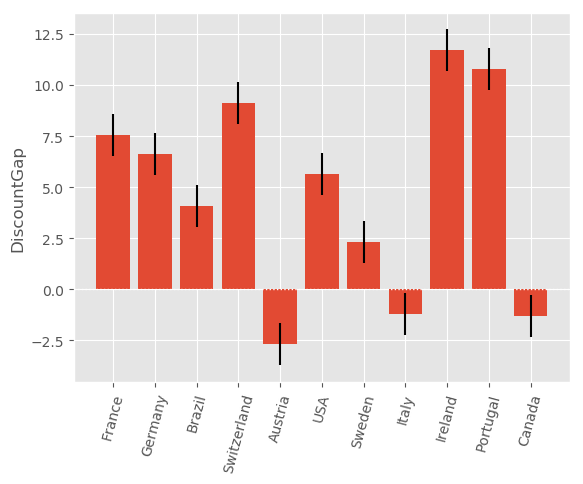 12.5
10.0
7.5
5.0
2.5
0.0
−2.5
DiscountGap
France
Germany
Brazil
Switzerland
Austria
USA
Sweden
Italy
Ireland
Portugal
Canada